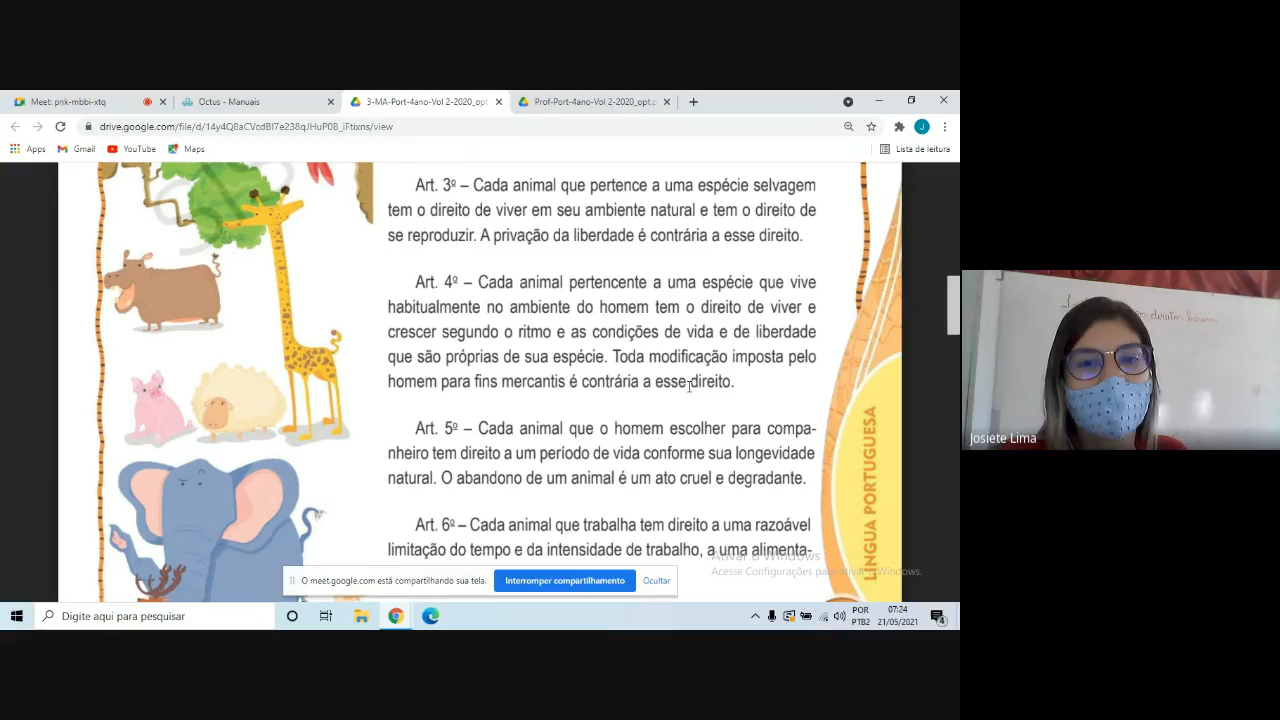 Meet: pnk-mbbi-xtq
Octus - Manuais
3-MA-Port-4ano-Vol 2-2020_opt
Prof-Port-4ano-Vol 2-2020_opt.p
drive.google.com/file/d/14y4Q8aCVcdBI7e238qJHuP0B_iFtixns/view
Apps
Gmail
YouTube
Maps
Lista de leitura
Art. 3º – Cada animal que pertence a uma espécie selvagem
tem o direito de viver em seu ambiente natural e tem o direito de
se reproduzir. A privação da liberdade é contrária a esse direito.
Art. 4º – Cada animal pertencente a uma espécie que vive
habitualmente no ambiente do homem tem o direito de viver e
crescer segundo o ritmo e as condições de vida e de liberdade
que são próprias de sua espécie. Toda modificação imposta pelo
homem para fins mercantis é contrária a esse direito.
Art. 5º – Cada animal que o homem escolher para compa-
nheiro tem direito a um período de vida conforme sua longevidade
natural. O abandono de um animal é um ato cruel e degradante.
Art. 6º – Cada animal que trabalha tem direito a uma razoável
limitação do tempo e da intensidade de trabalho, a uma alimenta-
LÍNGUA PORTUGUESA
Ativar o Windows
Acesse Configurações para ativar o Windows.
O meet.google.com está compartilhando sua tela.
Interromper compartilhamento
Ocultar
Digite aqui para pesquisar
POR
PTB2
07:24
21/05/2021
4
direitos
Josiete Lima